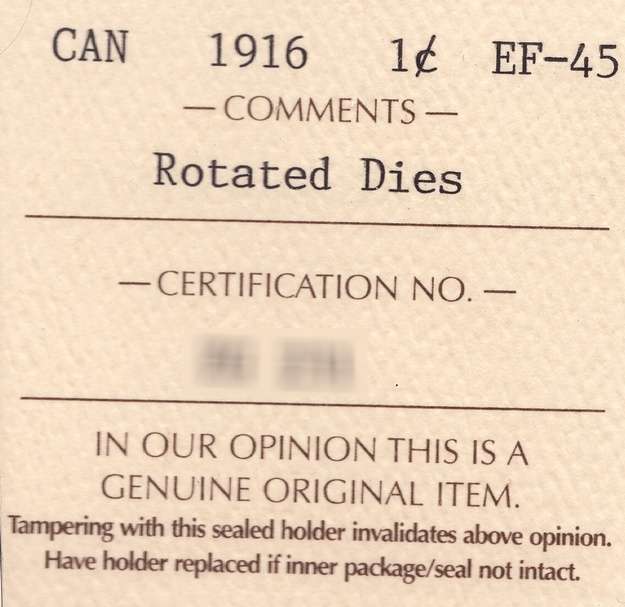 CAN 1916 1¢ EF-45
— COMMENTS —
Rotated Dies
— CERTIFICATION NO. —
IN OUR OPINION THIS IS A
GENUINE ORIGINAL ITEM.
Tampering with this sealed holder invalidates above opinion.
Have holder replaced if inner package/seal not intact.